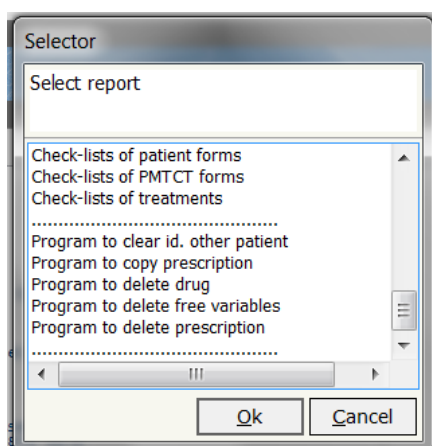 Selector
Select report
Check-lists of patient forms
Check-lists of PMTCT forms
Check-lists of treatments
................................................
Program to clear id. other patient
Program to copy prescription
Program to delete drug
Program to delete free variables
Program to delete prescription
................................................
Ok Cancel